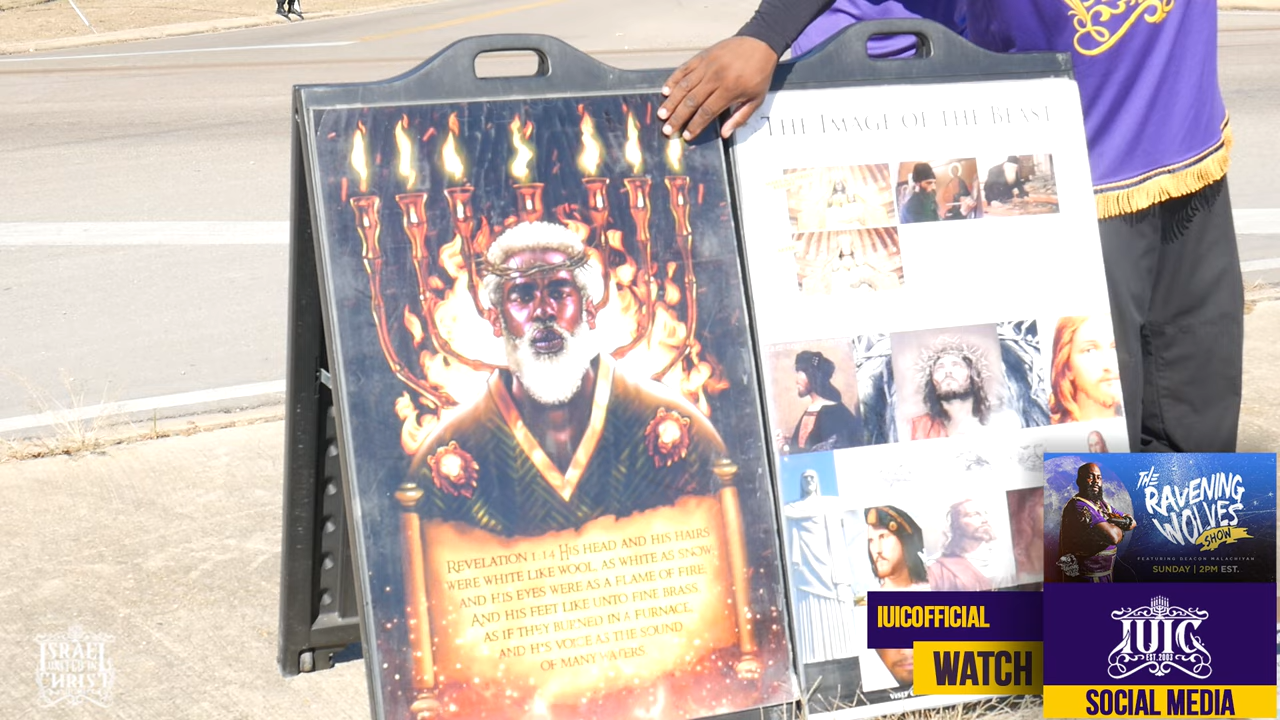 THE IMAGE OF THE BEAST
REVELATION 1:14 HIS HEAD AND HIS HAIRS
WERE WHITE LIKE WOOL, AS WHITE AS SNOW;
AND HIS EYES WERE AS A FLAME OF FIRE,
AND HIS FEET LIKE UNTO FINE BRASS,
AS IF THEY BURNED IN A FURNACE,
AND HIS VOICE AS THE SOUND
OF MANY WATERS.
ISRAEL
UNITED IN
CHRIST
THE
RAVENING
WOLVES
SHOW
FEATURING DEACON MALACHIYAH
SUNDAY | 2PM EST.
IUICOFFICIAL
WATCH
IUIC
EST. 2003
SOCIAL MEDIA